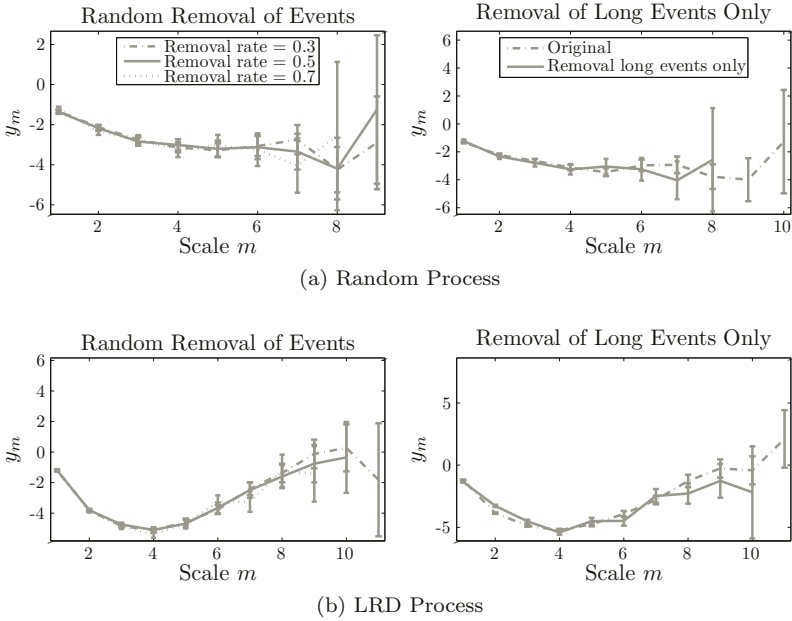 Random Removal of Events
Removal of Long Events Only
Removal rate = 0.3
Removal rate = 0.5
Removal rate = 0.7
Original
Removal long events only
2
0
-2
-4
-6
y_m
2 4 6 8
Scale m
6
4
2
0
-2
-4
-6
y_m
2 4 6 8 10
Scale m
(a) Random Process
Random Removal of Events
Removal of Long Events Only
6
4
2
0
-2
-4
y_m
2 4 6 8 10
Scale m
5
0
-5
y_m
2 4 6 8 10
Scale m
(b) LRD Process